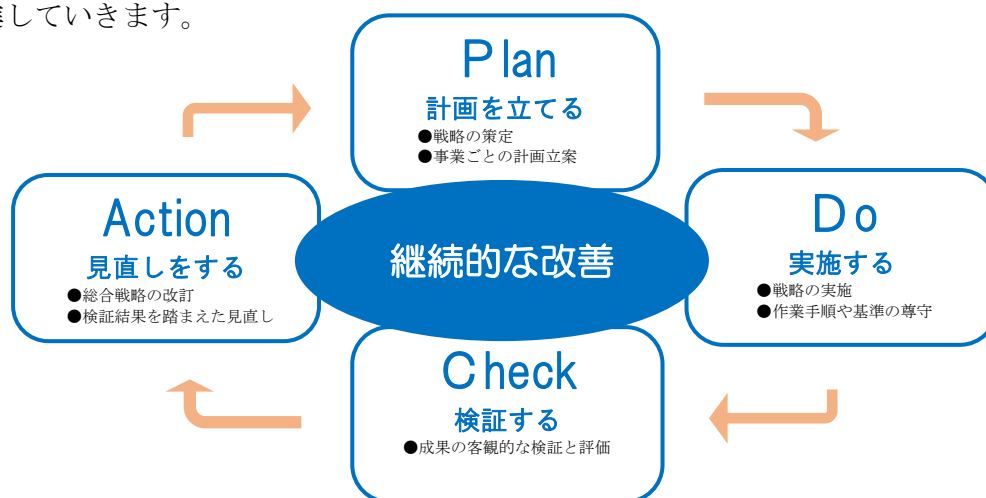 していきます。
Plan
計画を立てる
●戦略の策定
●事業ごとの計画立案
Action
見直しをする
●総合戦略の改訂
●検証結果を踏まえた見直し
継続的な改善
Do
実施する
●戦略の実施
●作業手順や基準の尊守
Check
検証する
●成果の客観的な検証と評価